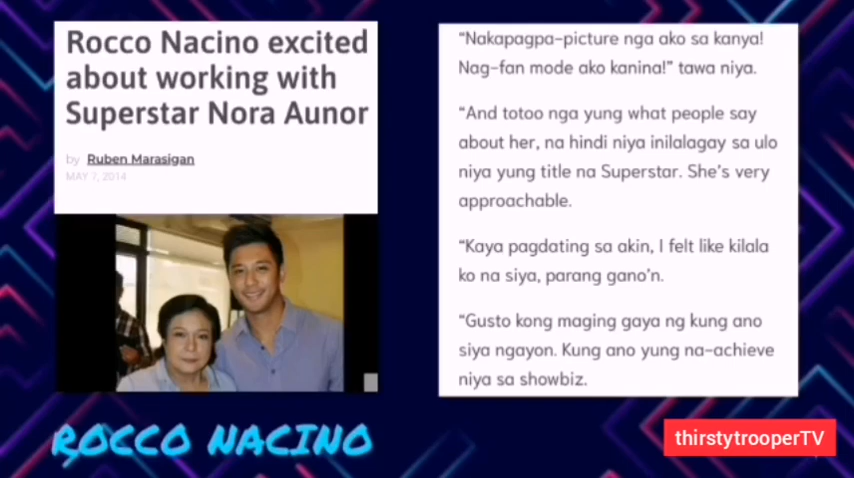 Rocco Nacino excited
about working with
Superstar Nora Aunor
by Ruben Marasigan
MAY 7, 2014
“Nakapagpa-picture nga ako sa kanya!
Nag-fan mode ako kanina!” tawa niya.
“And totoo nga yung what people say
about her, na hindi niya inilalagay sa ulo
niya yung title na Superstar. She’s very
approachable.
“Kaya pagdating sa akin, I felt like kilala
ko na siya, parang gano’n.
“Gusto kong maging gaya ng kung ano
siya ngayon. Kung ano yung na-achieve
niya sa showbiz.
ROCCO NACINO
thirstytrooperTV